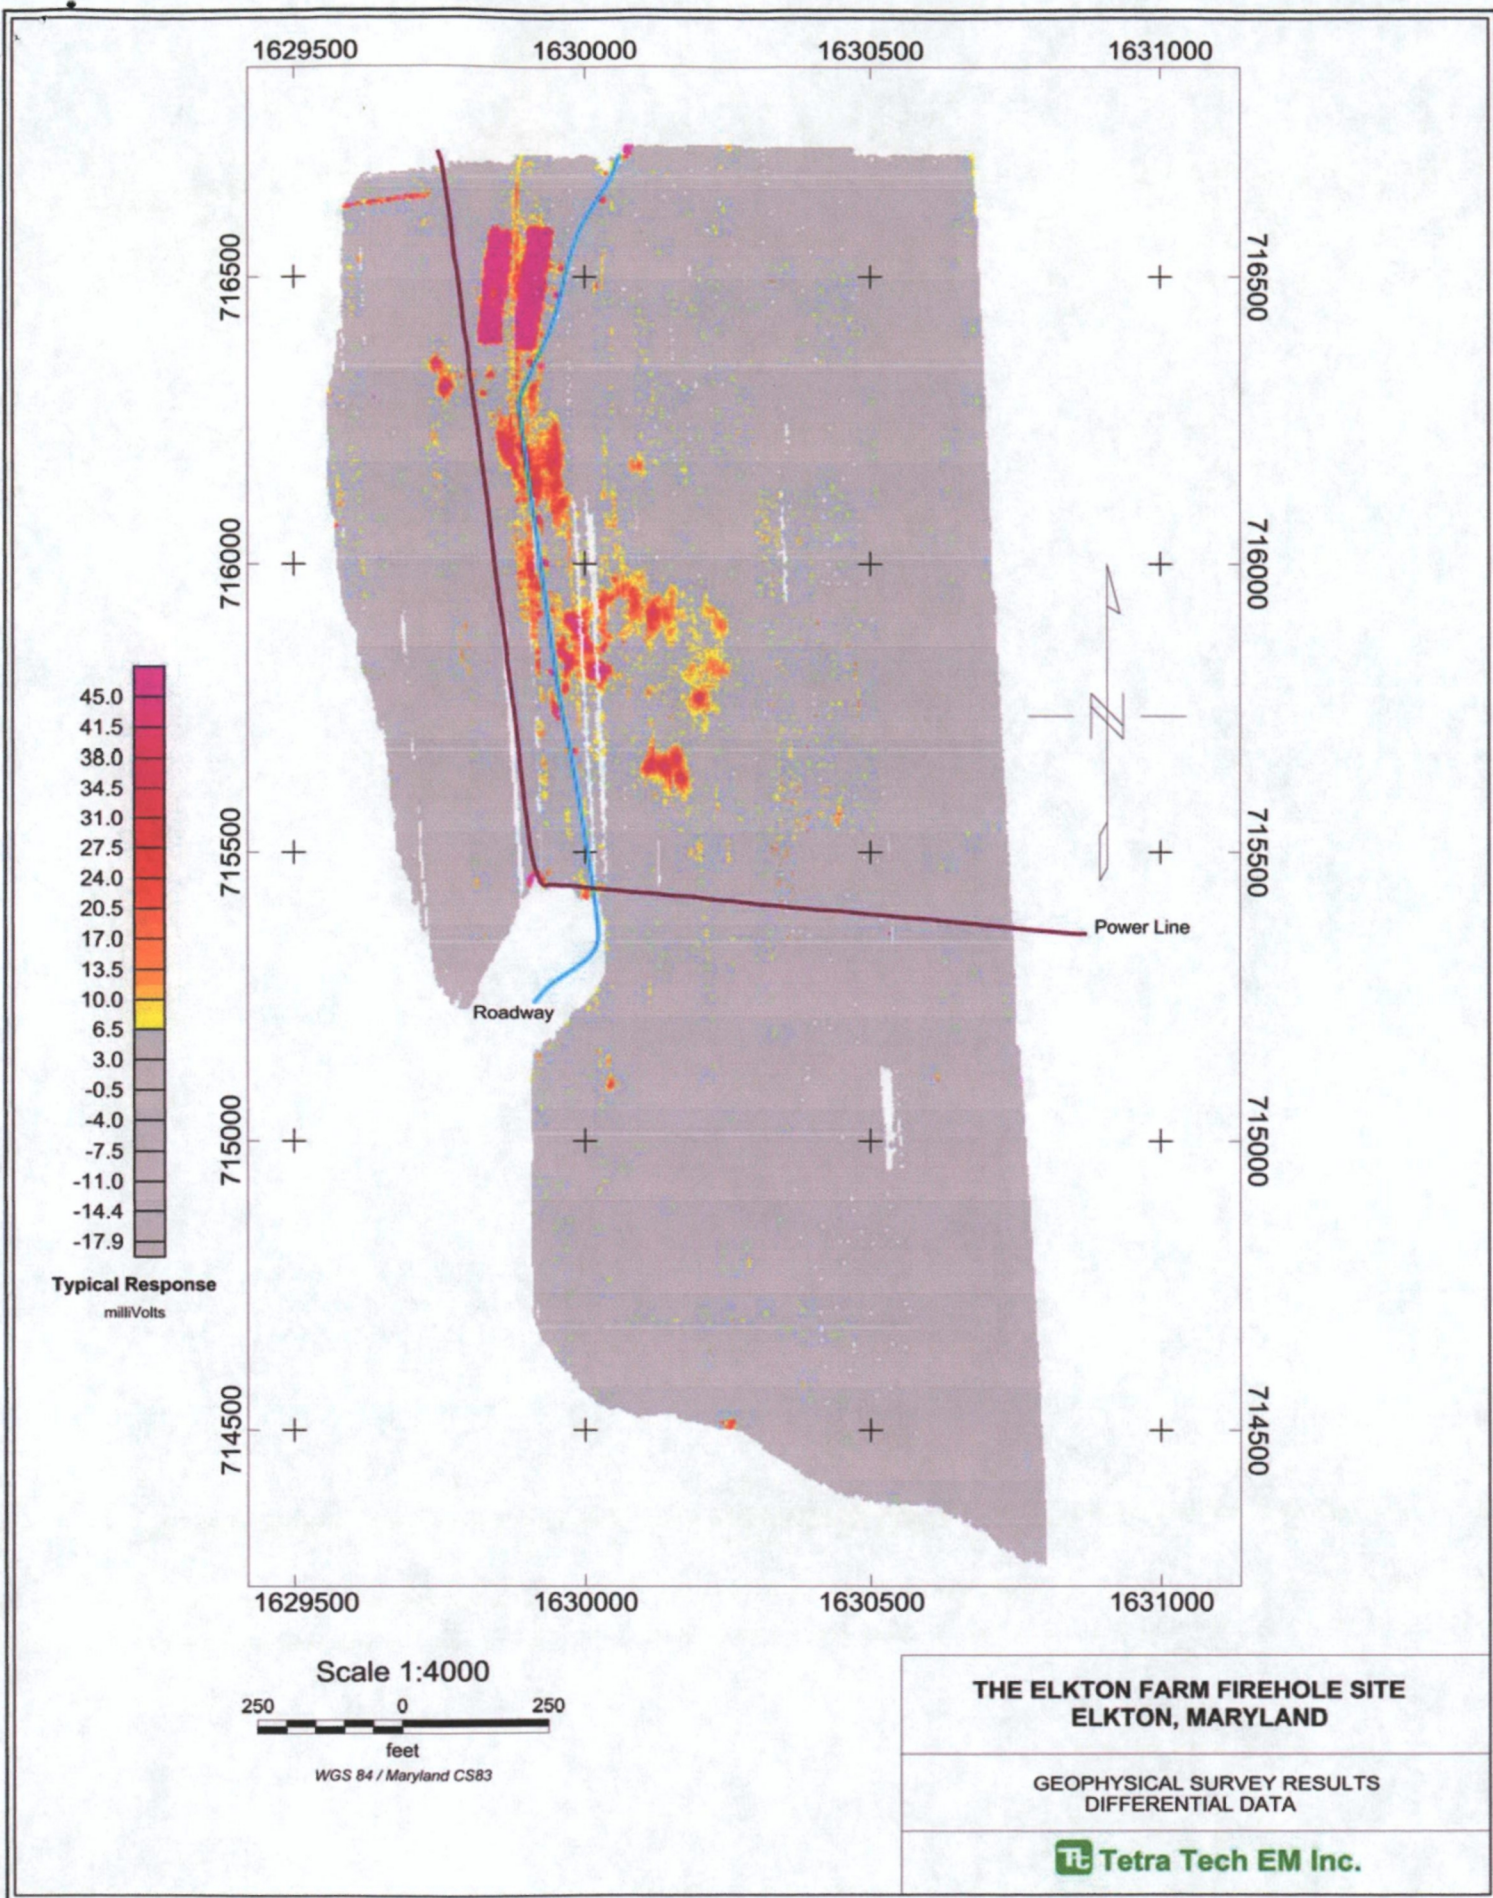 1629500 1630000 1630500 1631000
716500 716500
716000 716000
715500 715500
715000 715000
714500 714500
45.0
41.5
38.0
34.5
31.0
27.5
24.0
20.5
17.0
13.5
10.0
6.5
3.0
-0.5
-4.0
-7.5
-11.0
-14.4
-17.9
Typical Response
milliVolts
N
Power Line
Roadway
1629500 1630000 1630500 1631000
Scale 1:4000
250 0 250
feet
WGS 84 / Maryland CS83
THE ELKTON FARM FIREHOLE SITE
ELKTON, MARYLAND
GEOPHYSICAL SURVEY RESULTS
DIFFERENTIAL DATA
Tt Tetra Tech EM Inc.